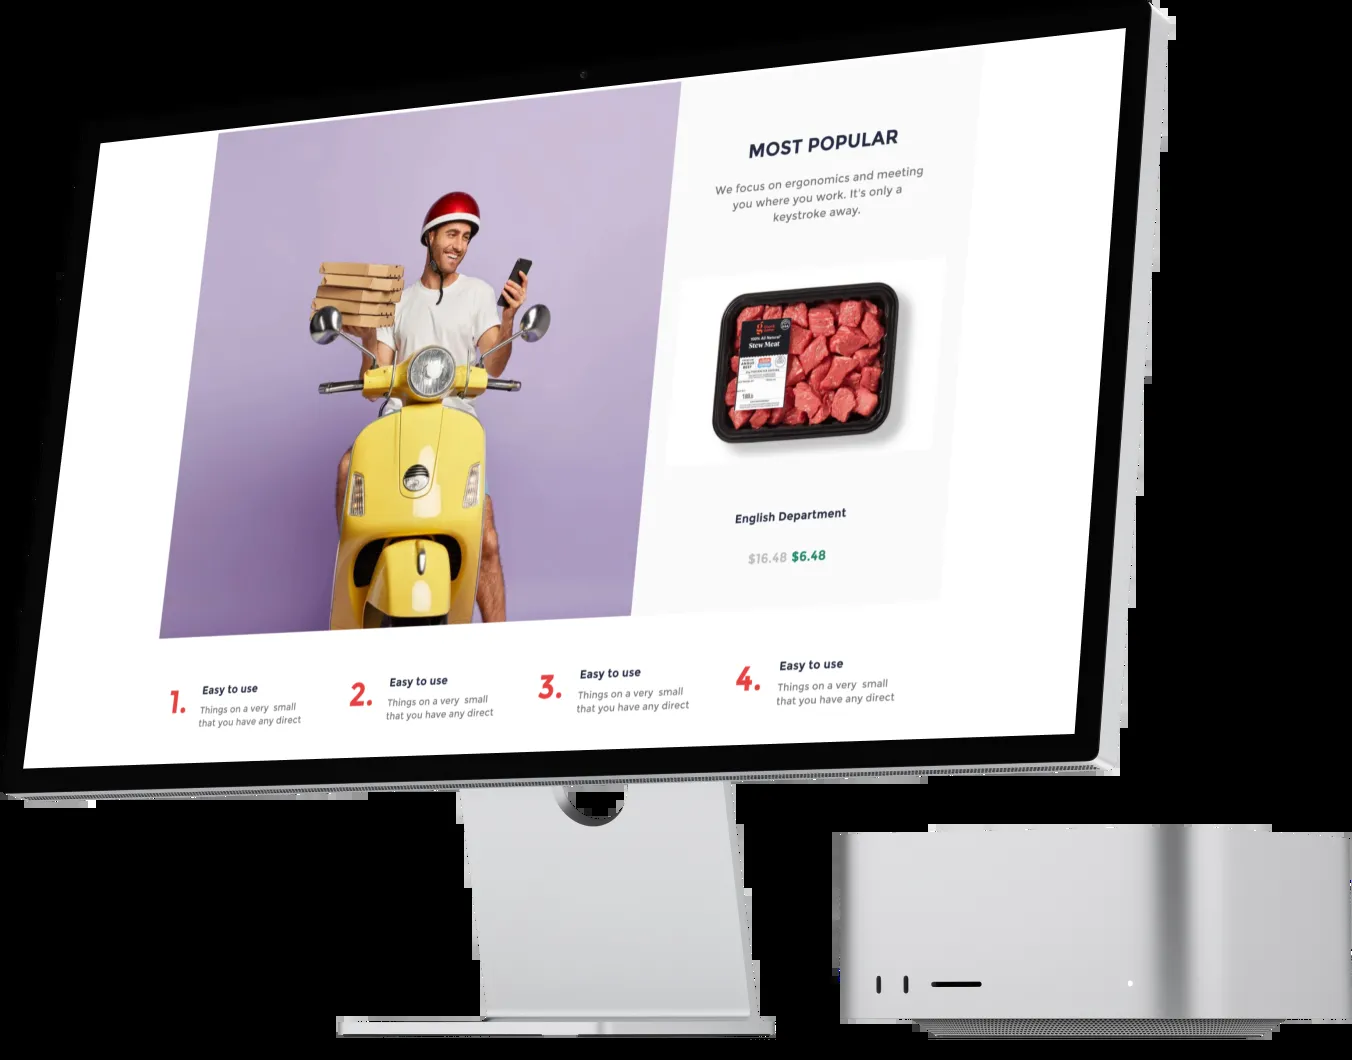 MOST POPULAR
We focus on ergonomics and meeting
you where you work. It's only a
keystroke away.
100% All Natural*
Stew Meat
English Department
$16.48 $6.48
1.
Easy to use
Things on a very small
that you have any direct
2.
Easy to use
Things on a very small
that you have any direct
3.
Easy to use
Things on a very small
that you have any direct
4.
Easy to use
Things on a very small
that you have any direct